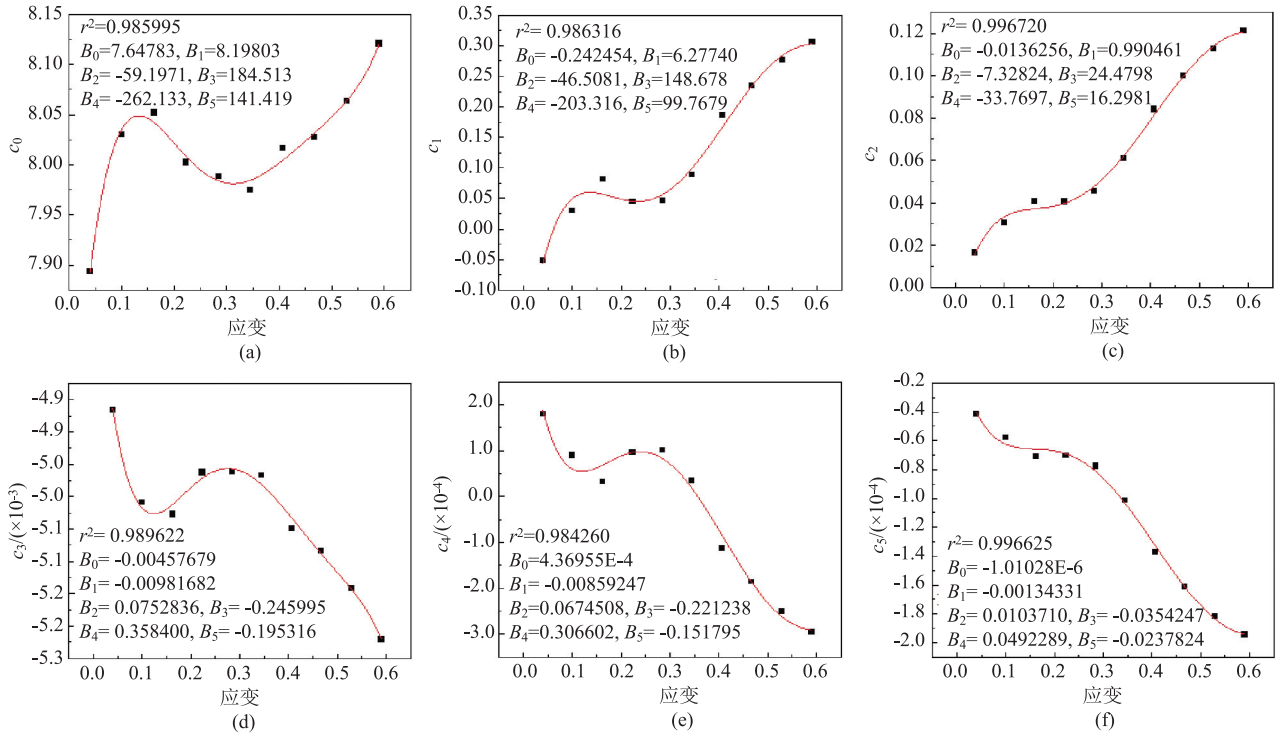 8.15
8.10
8.05
8.00
7.95
7.90
c₀
r²=0.985995
B₀=7.64783, B₁=8.19803
B₂= -59.1971, B₃=184.513
B₄= -262.133, B₅=141.419
0.0 0.1 0.2 0.3 0.4 0.5 0.6
应变
(a)
0.35
0.30
0.25
0.20
0.15
0.10
0.05
0.00
-0.05
-0.10
c₁
r²= 0.986316
B₀= -0.242454, B₁= 6.27740
B₂= -46.5081, B₃= 148.678
B₄= -203.316, B₅= 99.7679
0.0 0.1 0.2 0.3 0.4 0.5 0.6
应变
(b)
0.12
0.10
0.08
0.06
0.04
0.02
0.00
c₂
r²= 0.996720
B₀= -0.0136256, B₁=0.990461
B₂= -7.32824, B₃= 24.4798
B₄= -33.7697, B₅= 16.2981
0.0 0.1 0.2 0.3 0.4 0.5 0.6
应变
(c)
-4.9
-4.9
-5.0
-5.0
-5.1
-5.1
-5.2
-5.2
-5.3
c₃/(×10⁻³)
r²= 0.989622
B₀= -0.00457679
B₁= -0.00981682
B₂= 0.0752836, B₃= -0.245995
B₄= 0.358400, B₅= -0.195316
0.0 0.1 0.2 0.3 0.4 0.5 0.6
应变
(d)
2.0
1.0
0.0
-1.0
-2.0
-3.0
c₄/(×10⁻⁴)
r²= 0.984260
B₀= 4.36955E-4
B₁= -0.00859247
B₂= 0.0674508, B₃= -0.221238
B₄= 0.306602, B₅= -0.151795
0.0 0.1 0.2 0.3 0.4 0.5 0.6
应变
(e)
-0.2
-0.4
-0.6
-0.8
-1.0
-1.2
-1.4
-1.6
-1.8
-2.0
c₅/(×10⁻⁴)
r²= 0.996625
B₀= -1.01028E-6
B₁= -0.00134331
B₂= 0.0103710, B₃= -0.0354247
B₄= 0.0492289, B₅= -0.0237824
0.0 0.1 0.2 0.3 0.4 0.5 0.6
应变
(f)